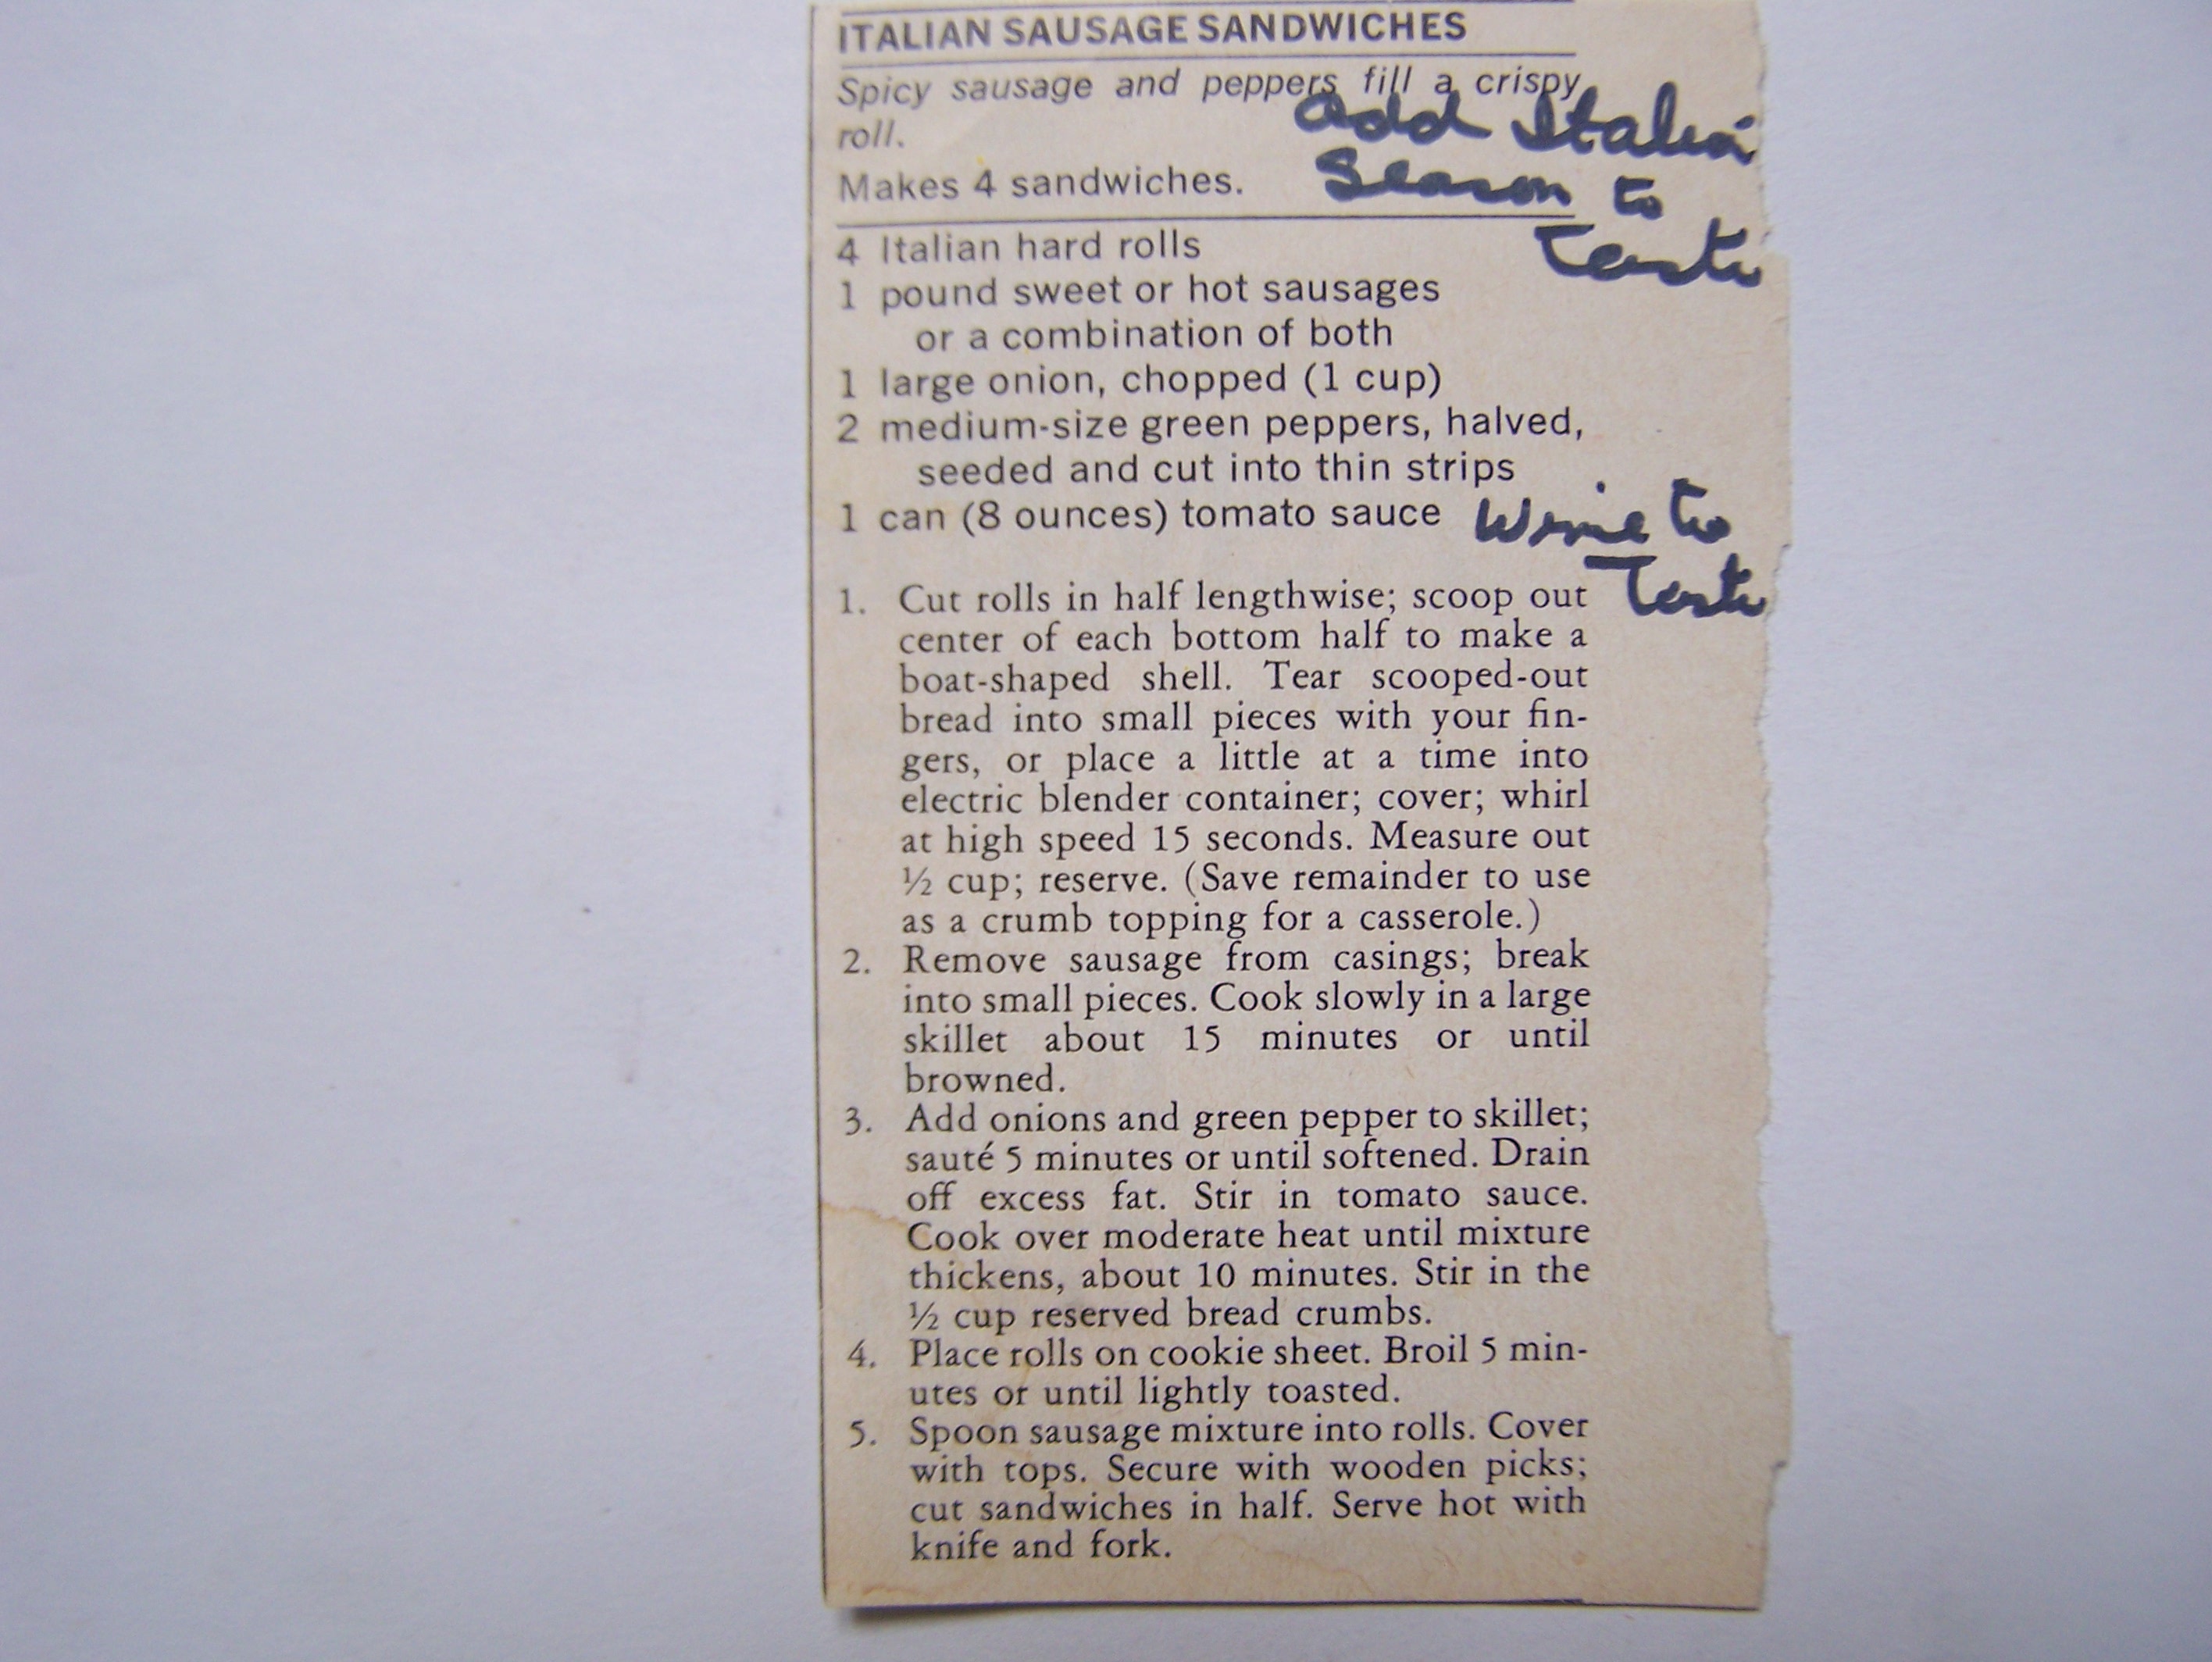 ITALIAN SAUSAGE SANDWICHES
Spicy sausage and peppers fill a crispy
roll.
Makes 4 sandwiches.
add Italian
Season to
Taste
4 Italian hard rolls
1 pound sweet or hot sausages
or a combination of both
1 large onion, chopped (1 cup)
2 medium-size green peppers, halved,
seeded and cut into thin strips
1 can (8 ounces) tomato sauce
Wine to
Taste
1. Cut rolls in half lengthwise; scoop out
center of each bottom half to make a
boat-shaped shell. Tear scooped-out
bread into small pieces with your fin-
gers, or place a little at a time into
electric blender container; cover; whirl
at high speed 15 seconds. Measure out
½ cup; reserve. (Save remainder to use
as a crumb topping for a casserole.)
2. Remove sausage from casings; break
into small pieces. Cook slowly in a large
skillet about 15 minutes or until
browned.
3. Add onions and green pepper to skillet;
sauté 5 minutes or until softened. Drain
off excess fat. Stir in tomato sauce.
Cook over moderate heat until mixture
thickens, about 10 minutes. Stir in the
½ cup reserved bread crumbs.
4. Place rolls on cookie sheet. Broil 5 min-
utes or until lightly toasted.
5. Spoon sausage mixture into rolls. Cover
with tops. Secure with wooden picks;
cut sandwiches in half. Serve hot with
knife and fork.